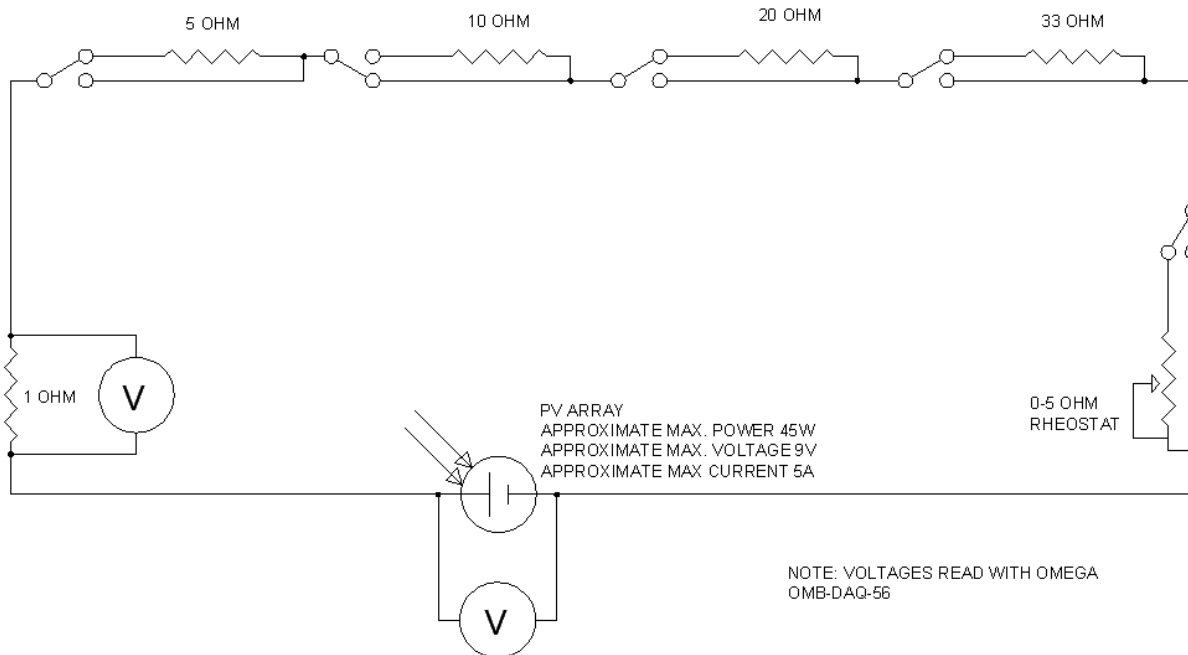 5 OHM
10 OHM
20 OHM
33 OHM
1 OHM
V
PV ARRAY
APPROXIMATE MAX. POWER 45W
APPROXIMATE MAX. VOLTAGE 9V
APPROXIMATE MAX CURRENT 5A
0-5 OHM
RHEOSTAT
V
NOTE: VOLTAGES READ WITH OMEGA
OMB-DAQ-56